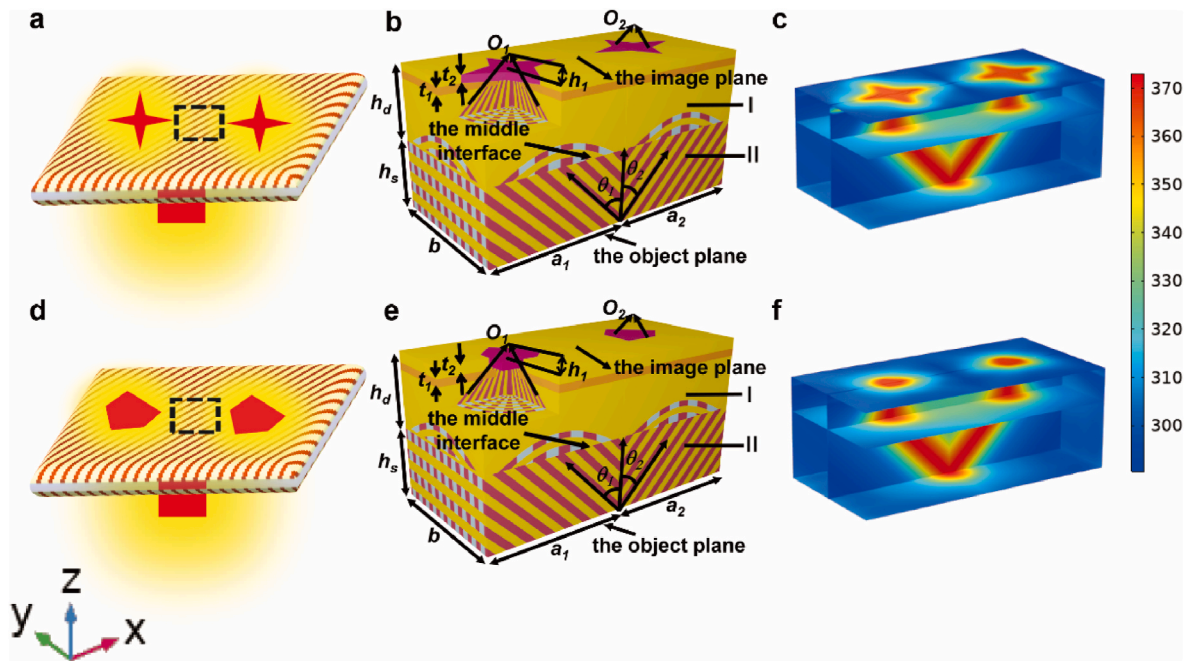 a
b
c
O1
O2
t2
t1
h1
hd
hs
the image plane
I
the middle
interface
II
θ1
θ2
b
a1
a2
the object plane
370
360
350
340
330
320
310
300
d
e
f
O1
O2
t2
t1
h1
hd
hs
the image plane
I
the middle
interface
II
θ1
θ2
b
a1
a2
the object plane
z
y
x